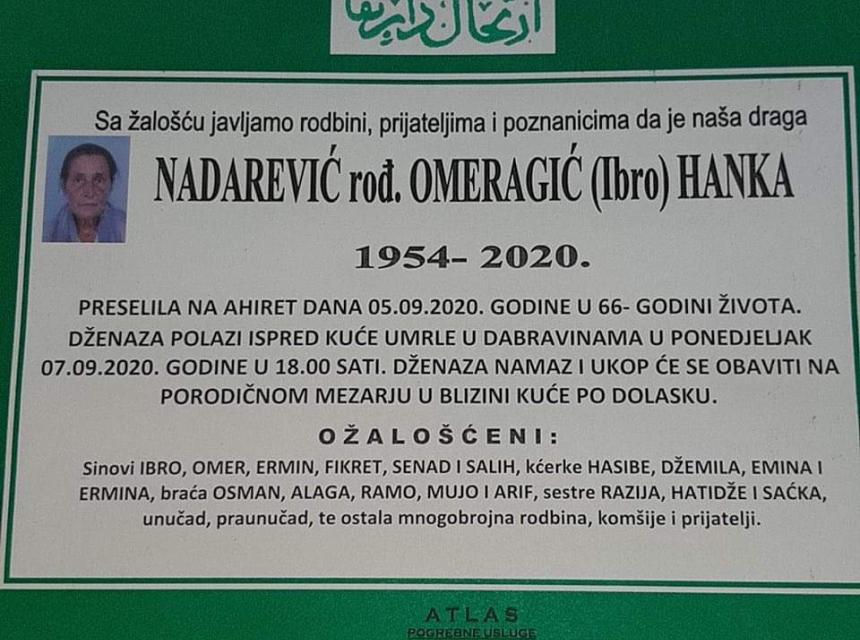 Sa žalošću javljamo rodbini, prijateljima i poznanicima da je naša draga
NADAREVIĆ rođ. OMERAGIĆ (Ibro) HANKA
1954- 2020.
PRESELILA NA AHIRET DANA 05.09.2020. GODINE U 66- GODINI ŽIVOTA.
DŽENAZA POLAZI ISPRED KUĆE UMRLE U DABRAVINAMA U PONEDJELJAK
07.09.2020. GODINE U 18.00 SATI. DŽENAZA NAMAZ I UKOP ĆE SE OBAVITI NA
PORODIČNOM MEZARJU U BLIZINI KUĆE PO DOLASKU.
OŽALOŠĆENI:
Sinovi IBRO, OMER, ERMIN, FIKRET, SENAD I SALIH, kćerke HASIBE, DŽEMILA, EMINA I
ERMINA, braća OSMAN, ALAGA, RAMO, MUJO I ARIF, sestre RAZIJA, HATIDŽE I SAĆKA,
unučad, praunučad, te ostala mnogobrojna rodbina, komšije i prijatelji.
ATLAS
POGREBNE USLUGE